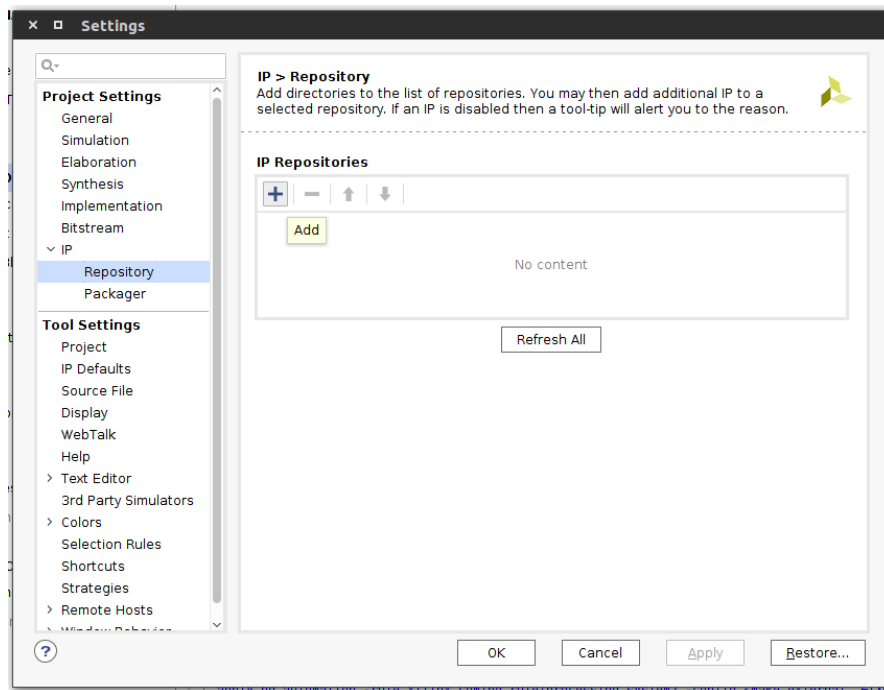 Settings
Project Settings
General
Simulation
Elaboration
Synthesis
Implementation
Bitstream
IP
Repository
Packager
Tool Settings
Project
IP Defaults
Source File
Display
WebTalk
Help
Text Editor
3rd Party Simulators
Colors
Selection Rules
Shortcuts
Strategies
Remote Hosts
Window Behavior
IP > Repository
Add directories to the list of repositories. You may then add additional IP to a
selected repository. If an IP is disabled then a tool-tip will alert you to the reason.
IP Repositories
Add
No content
Refresh All
?
OK
Cancel
Apply
Restore...